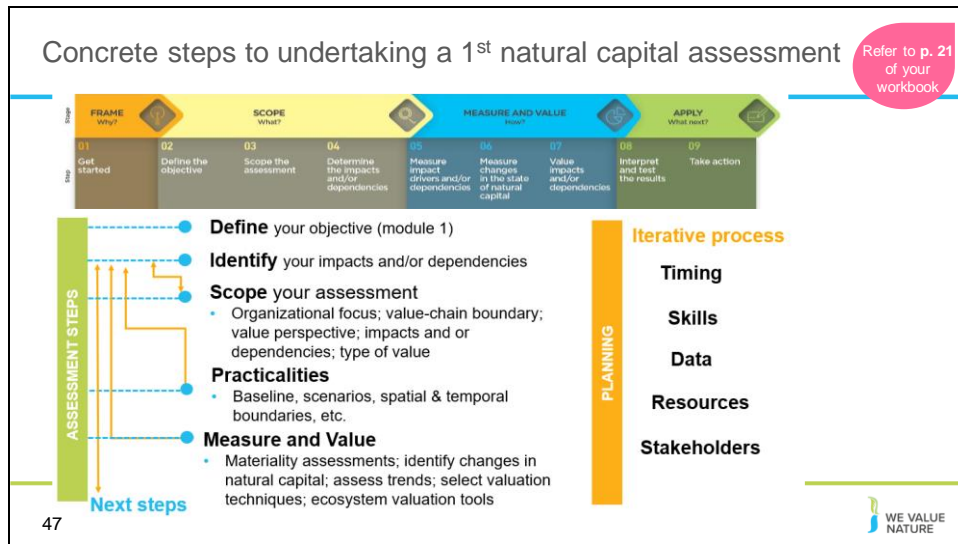 Concrete steps to undertaking a 1st natural capital assessment
Refer to p. 21
of your
workbook
Stage
FRAME
Why?
SCOPE
What?
MEASURE AND VALUE
How?
APPLY
What next?
Step
01
Get
started
02
Define the
objective
03
Scope the
assessment
04
Determine
the impacts
and/or
dependencies
05
Measure
impact
drivers and/or
dependencies
06
Measure
changes
in the state
of natural
capital
07
Value
impacts
and/or
dependencies
08
Interpret
and test
the results
09
Take action
ASSESSMENT STEPS
Define your objective (module 1)
Identify your impacts and/or dependencies
Scope your assessment
• Organizational focus; value-chain boundary;
value perspective; impacts and or
dependencies; type of value
Practicalities
• Baseline, scenarios, spatial & temporal
boundaries, etc.
Measure and Value
• Materiality assessments; identify changes in
natural capital; assess trends; select valuation
techniques; ecosystem valuation tools
Next steps
PLANNING
Iterative process
Timing
Skills
Data
Resources
Stakeholders
47
WE VALUE
NATURE